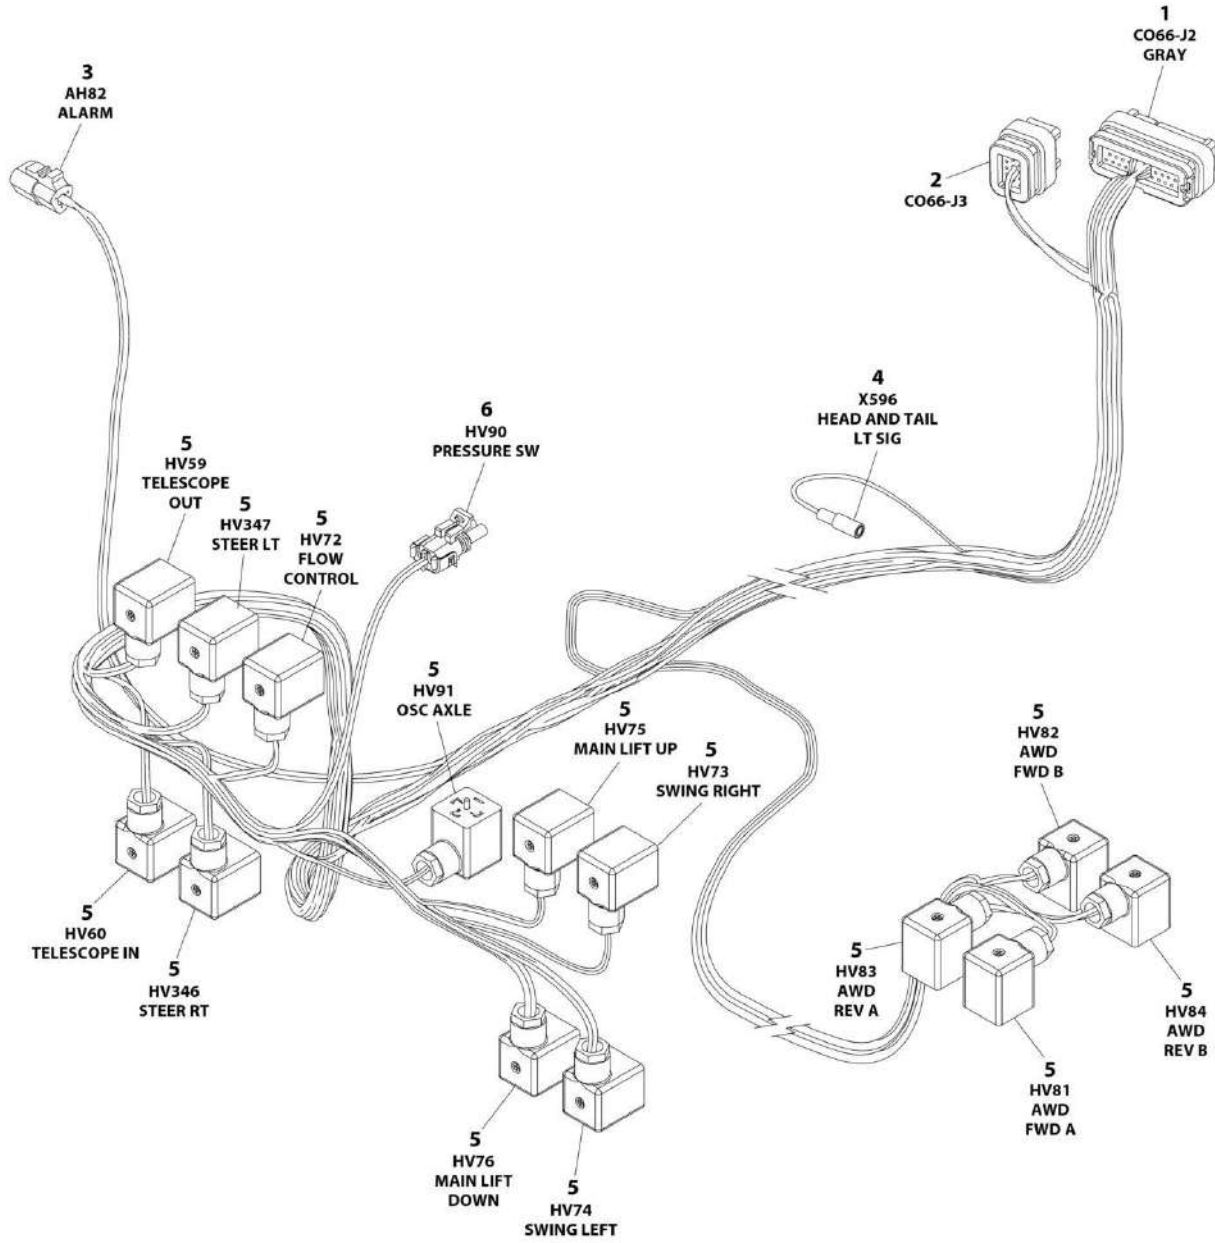 1
CO66-J2
GRAY
3
AH82
ALARM
2
CO66-J3
4
X596
HEAD AND TAIL
LT SIG
6
HV90
PRESSURE SW
5
HV59
TELESCOPE
OUT
5
HV347
STEER LT
5
HV72
FLOW
CONTROL
5
HV91
OSC AXLE
5
HV75
MAIN LIFT UP
5
HV73
SWING RIGHT
5
HV82
AWD
FWD B
5
HV60
TELESCOPE IN
5
HV346
STEER RT
5
HV83
AWD
REV A
5
HV84
AWD
REV B
5
HV81
AWD
FWD A
5
HV76
MAIN LIFT
DOWN
5
HV74
SWING LEFT